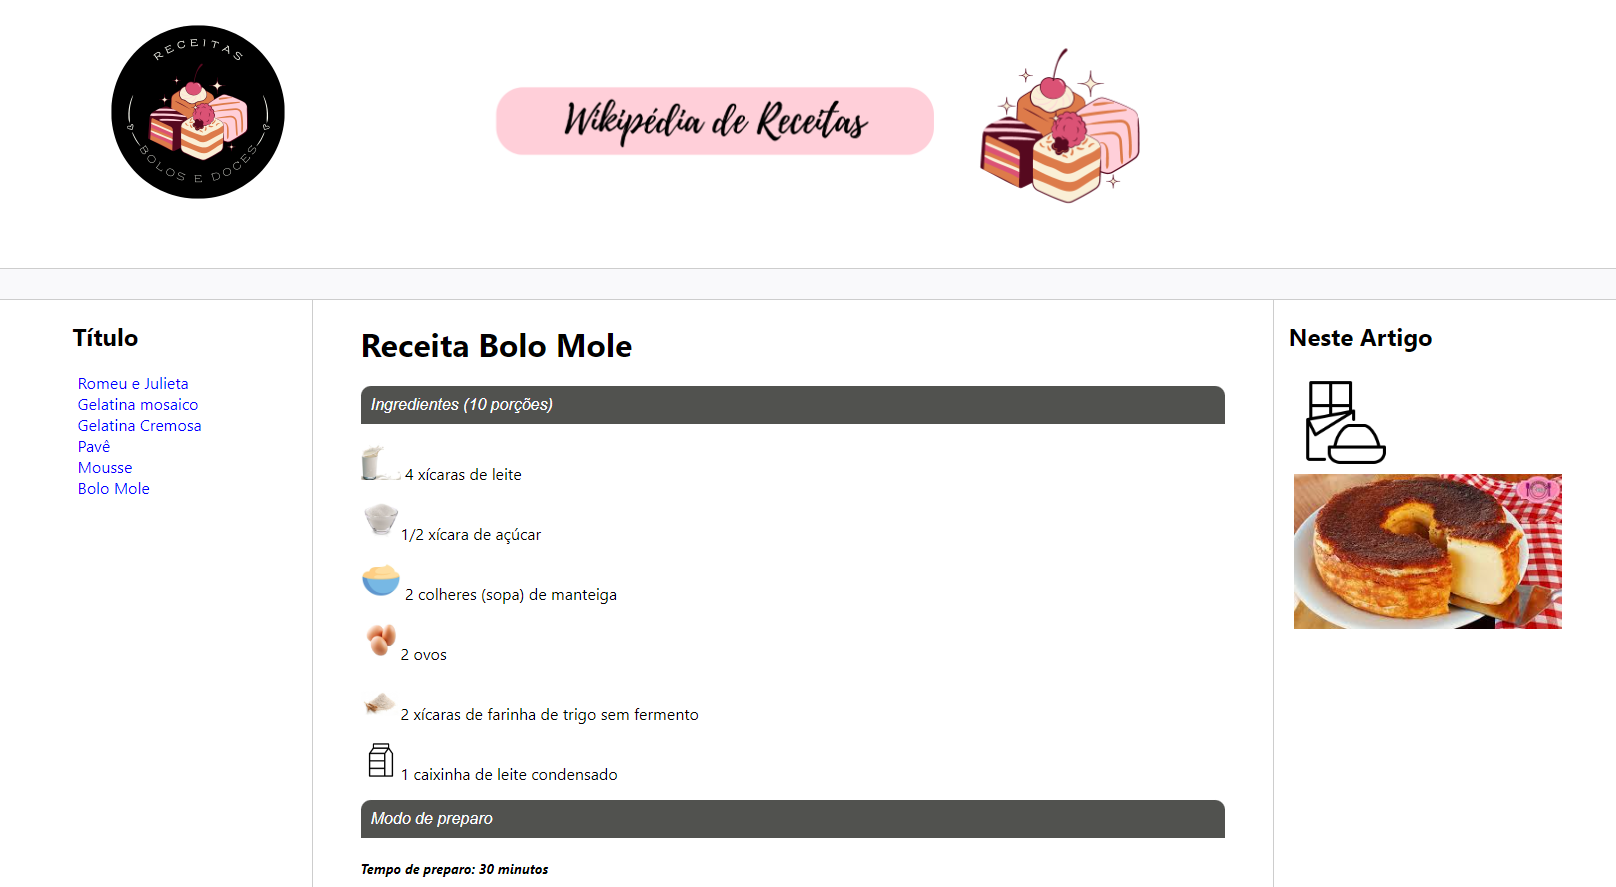 RECEITAS
BOLOS E DOCES
Wikipédia de Receitas
Título
Romeu e Julieta
Gelatina mosaico
Gelatina Cremosa
Pavê
Mousse
Bolo Mole
Receita Bolo Mole
Ingredientes (10 porções)
4 xícaras de leite
1/2 xícara de açúcar
2 colheres (sopa) de manteiga
2 ovos
2 xícaras de farinha de trigo sem fermento
1 caixinha de leite condensado
Modo de preparo
Tempo de preparo: 30 minutos
Neste Artigo